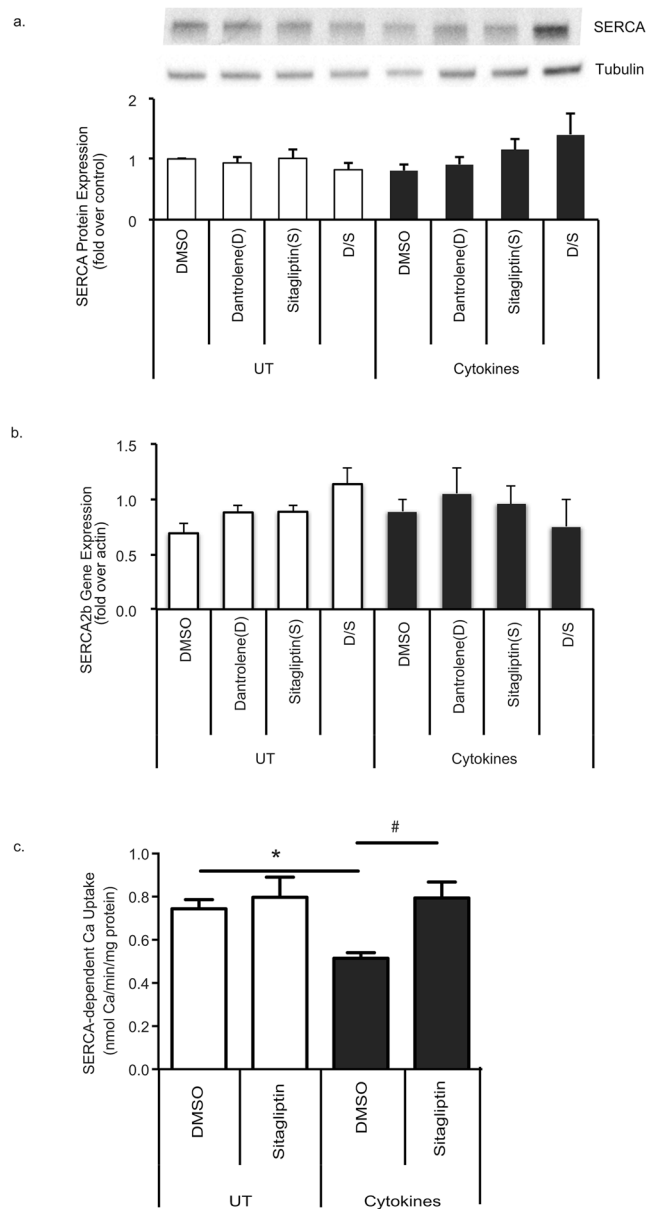 a.
SERCA
Tubulin
SERCA Protein Expression
(fold over control)
2
1
0
DMSO
Dantrolene(D)
Sitagliptin(S)
D/S
DMSO
Dantrolene(D)
Sitagliptin(S)
D/S
UT
Cytokines
b.
SERCA2b Gene Expression
(fold over actin)
1.5
1.0
0.5
0.0
DMSO
Dantrolene(D)
Sitagliptin(S)
D/S
DMSO
Dantrolene(D)
Sitagliptin(S)
D/S
UT
Cytokines
c.
SERCA-dependent Ca Uptake
(nmol Ca/min/mg protein)
1.0
0.8
0.6
0.4
0.2
0.0
*
#
DMSO
Sitagliptin
DMSO
Sitagliptin
UT
Cytokines